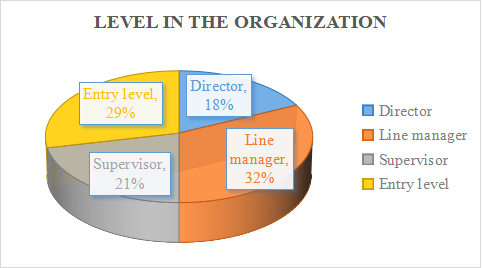 LEVEL IN THE ORGANIZATION
Director,
18%
Entry level,
29%
Line
manager,
32%
Supervisor,
21%
Director
Line manager
Supervisor
Entry level